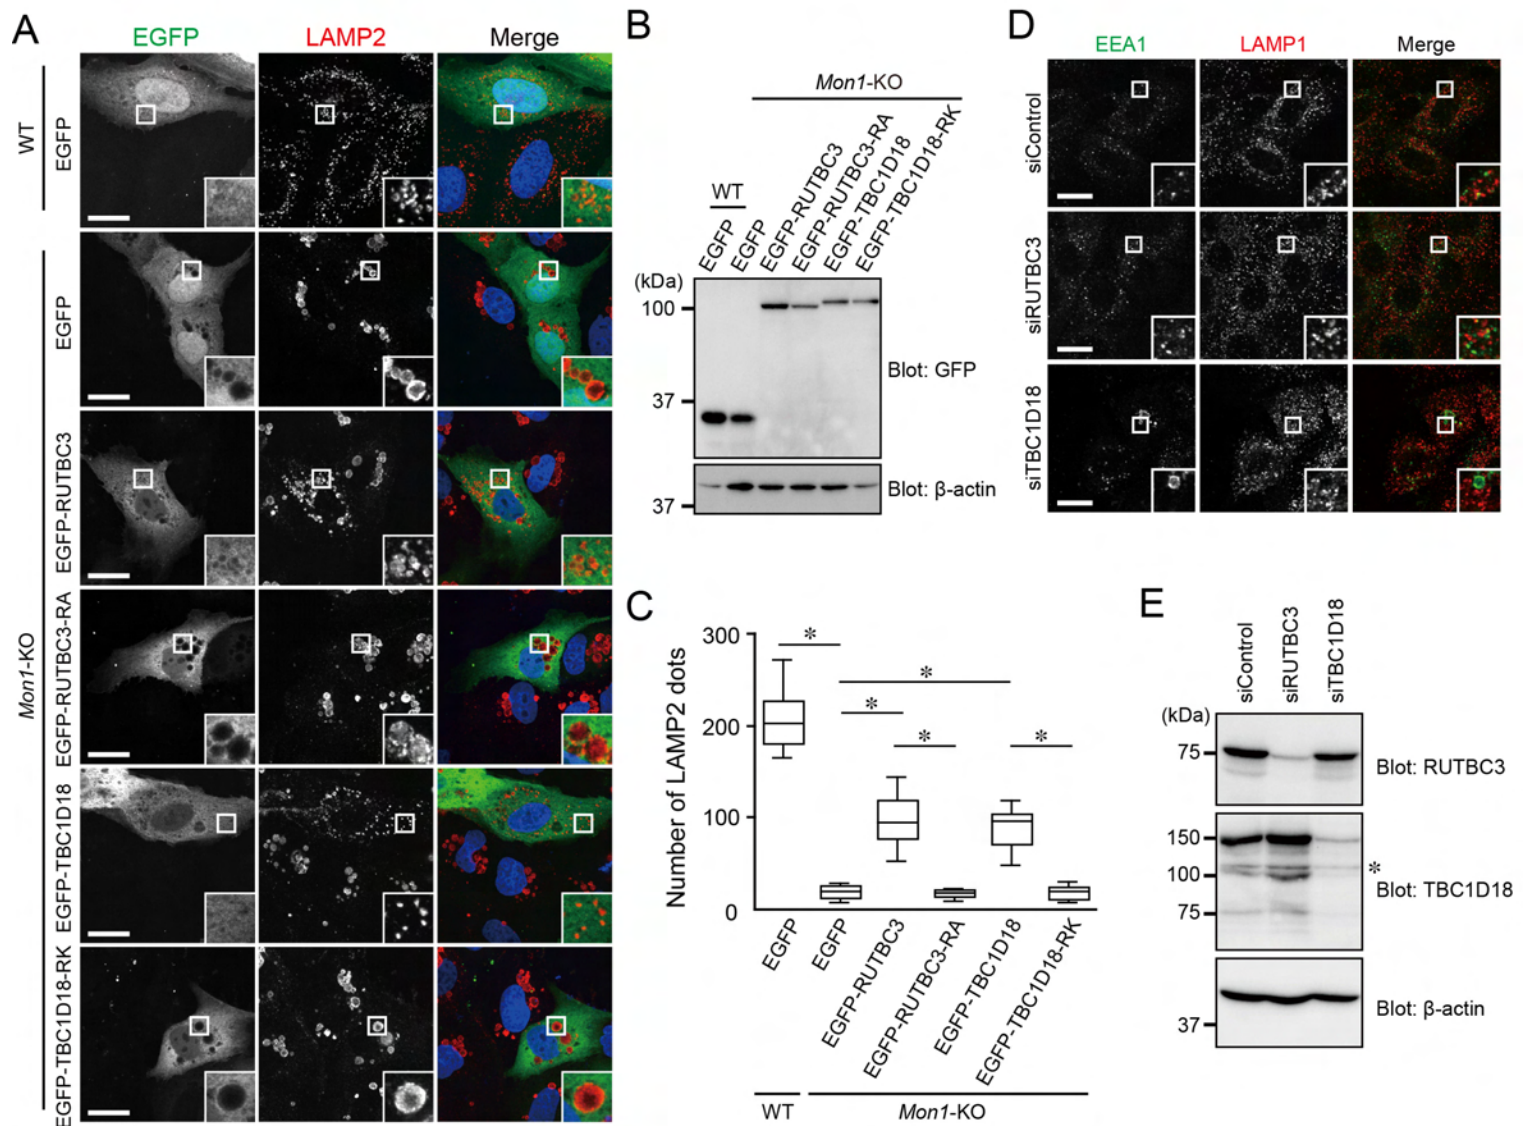 A
EGFP
LAMP2
Merge
WT
EGFP
Mon1-KO
EGFP
EGFP-RUTBC3
EGFP-RUTBC3-RA
EGFP-TBC1D18
EGFP-TBC1D18-RK
B
Mon1-KO
WT
EGFP
EGFP
EGFP-RUTBC3
EGFP-RUTBC3-RA
EGFP-TBC1D18
EGFP-TBC1D18-RK
(kDa)
100
37
Blot: GFP
37
Blot: β-actin
C
Number of LAMP2 dots
300
200
100
0
*
*
*
*
*
EGFP
EGFP
EGFP-RUTBC3
EGFP-RUTBC3-RA
EGFP-TBC1D18
EGFP-TBC1D18-RK
WT
Mon1-KO
D
EEA1
LAMP1
Merge
siControl
siRUTBC3
siTBC1D18
E
siControl
siRUTBC3
siTBC1D18
(kDa)
75
Blot: RUTBC3
150
100
75
*
Blot: TBC1D18
37
Blot: β-actin